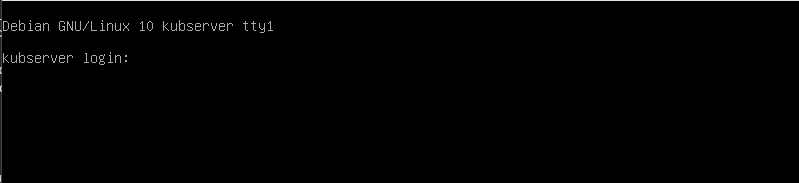 Debian GNU/Linux 10 kubserver tty1
kubserver login: